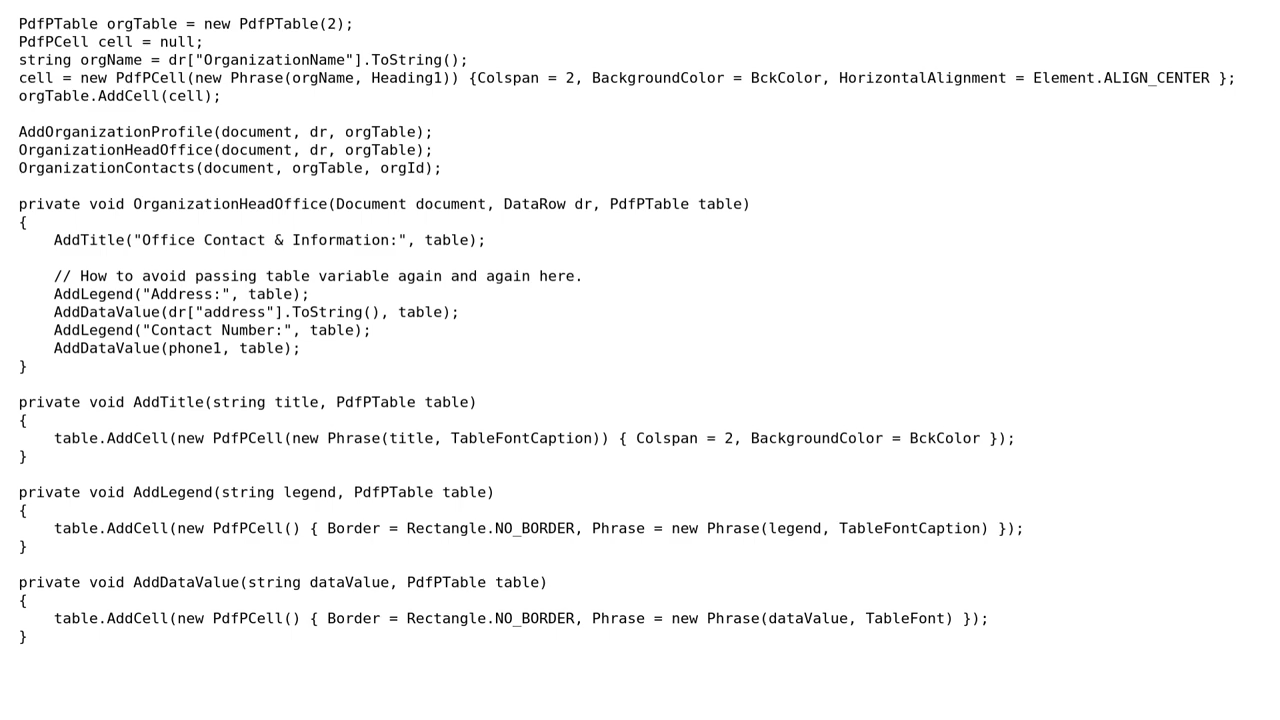 PdfPTable orgTable = new PdfPTable(2);
PdfPCell cell = null;
string orgName = dr["OrganizationName"].ToString();
cell = new PdfPCell(new Phrase(orgName, Heading1)) {Colspan = 2, BackgroundColor = BckColor, HorizontalAlignment = Element.ALIGN_CENTER };
orgTable.AddCell(cell);

AddOrganizationProfile(document, dr, orgTable);
OrganizationHeadOffice(document, dr, orgTable);
OrganizationContacts(document, orgTable, orgId);

private void OrganizationHeadOffice(Document document, DataRow dr, PdfPTable table)
{
    AddTitle("Office Contact & Information:", table);

    // How to avoid passing table variable again and again here.
    AddLegend("Address:", table);
    AddDataValue(dr["address"].ToString(), table);
    AddLegend("Contact Number:", table);
    AddDataValue(phone1, table);
}

private void AddTitle(string title, PdfPTable table)
{
    table.AddCell(new PdfPCell(new Phrase(title, TableFontCaption)) { Colspan = 2, BackgroundColor = BckColor });
}

private void AddLegend(string legend, PdfPTable table)
{
    table.AddCell(new PdfPCell() { Border = Rectangle.NO_BORDER, Phrase = new Phrase(legend, TableFontCaption) });
}

private void AddDataValue(string dataValue, PdfPTable table)
{
    table.AddCell(new PdfPCell() { Border = Rectangle.NO_BORDER, Phrase = new Phrase(dataValue, TableFont) });
}